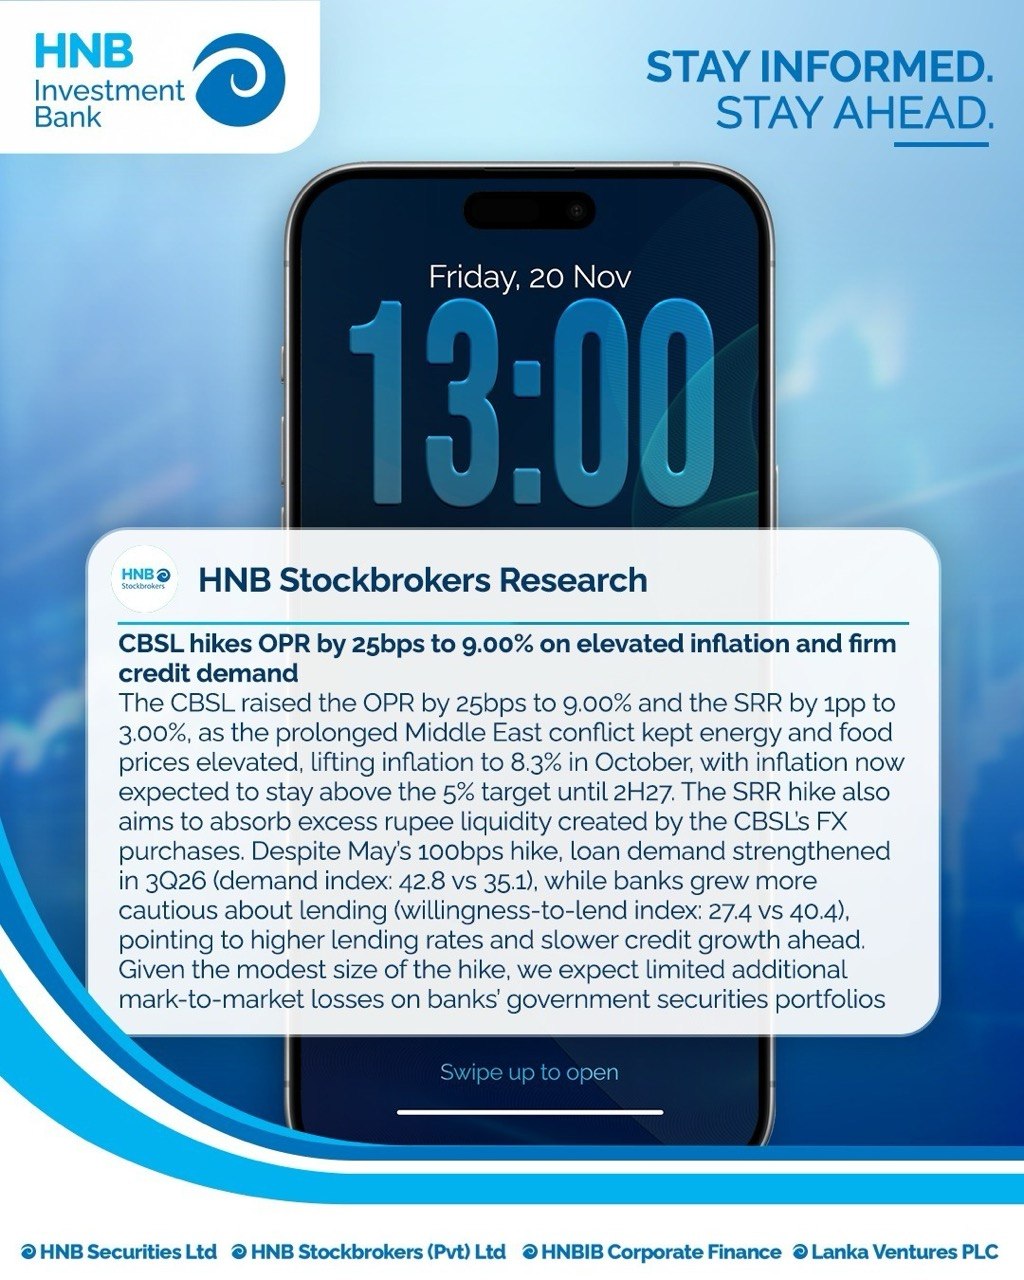 HNB
Investment
Bank
STAY INFORMED.
STAY AHEAD.
Friday, 20 Nov
13:00
HNB
Stockbrokers
HNB Stockbrokers Research
CBSL hikes OPR by 25bps to 9.00% on elevated inflation and firm
credit demand
The CBSL raised the OPR by 25bps to 9.00% and the SRR by 1pp to
3.00%, as the prolonged Middle East conflict kept energy and food
prices elevated, lifting inflation to 8.3% in October, with inflation now
expected to stay above the 5% target until 2H27. The SRR hike also
aims to absorb excess rupee liquidity created by the CBSL's FX
purchases. Despite May's 100bps hike, loan demand strengthened
in 3Q26 (demand index: 42.8 vs 35.1), while banks grew more
cautious about lending (willingness-to-lend index: 27.4 vs 40.4),
pointing to higher lending rates and slower credit growth ahead.
Given the modest size of the hike, we expect limited additional
mark-to-market losses on banks' government securities portfolios
Swipe up to open
HNB Securities Ltd HNB Stockbrokers (Pvt) Ltd HNBIB Corporate Finance Lanka Ventures PLC